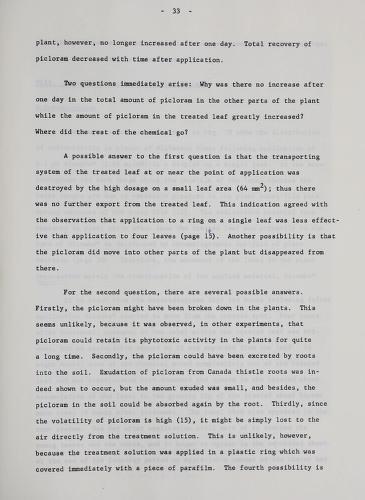 - 33 -
plant, however, no longer increased after one day. Total recovery of
picloram decreased with time after application.
Two questions immediately arise: Why was there no increase after
one day in the total amount of picloram in the other parts of the plant
while the amount of picloram in the treated leaf greatly increased?
Where did the rest of the chemical go?
A possible answer to the first question is that the transporting
system of the treated leaf at or near the point of application was
destroyed by the high dosage on a small leaf area (64 mm²); thus there
was no further export from the treated leaf. This indication agreed with
the observation that application to a ring on a single leaf was less effect-
ive than application to four leaves (page 15). Another possibility is that
the picloram did move into other parts of the plant but disappeared from
there.
For the second question, there are several possible answers.
Firstly, the picloram might have been broken down in the plants. This
seems unlikely, because it was observed, in other experiments, that
picloram could retain its phytotoxic activity in the plants for quite
a long time. Secondly, the picloram could have been excreted by roots
into the soil. Exudation of picloram from Canada thistle roots was in-
deed shown to occur, but the amount exuded was small, and besides, the
picloram in the soil could be absorbed again by the root. Thirdly, since
the volatility of picloram is high (15), it might be simply lost to the
air directly from the treatment solution. This is unlikely, however,
because the treatment solution was applied in a plastic ring which was
covered immediately with a piece of parafilm. The fourth possibility is